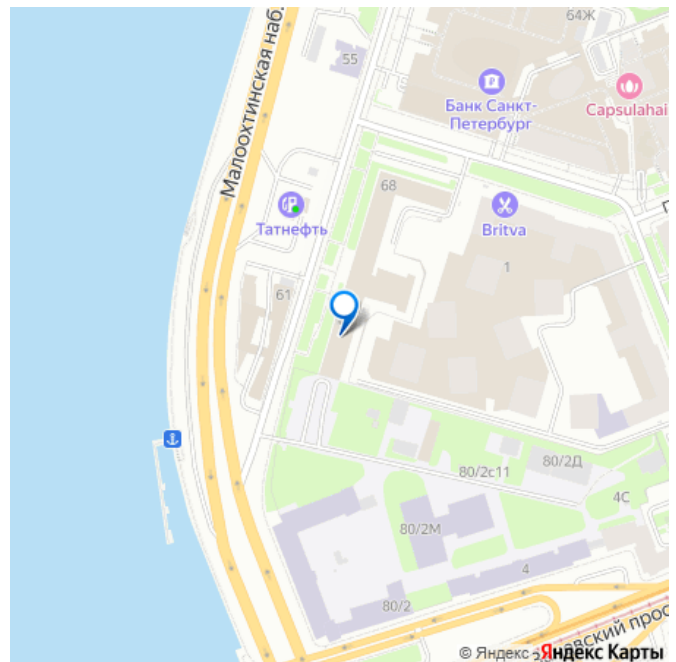 64Ж
Малоохтинская наб.
55
Банк Санкт-
Петербург
Capsulahai
68
Татнефть
Britva
1
61
80/2с11
80/2Д
4С
80/2М
4
80/2
© Яндекс
Яндекс Карты